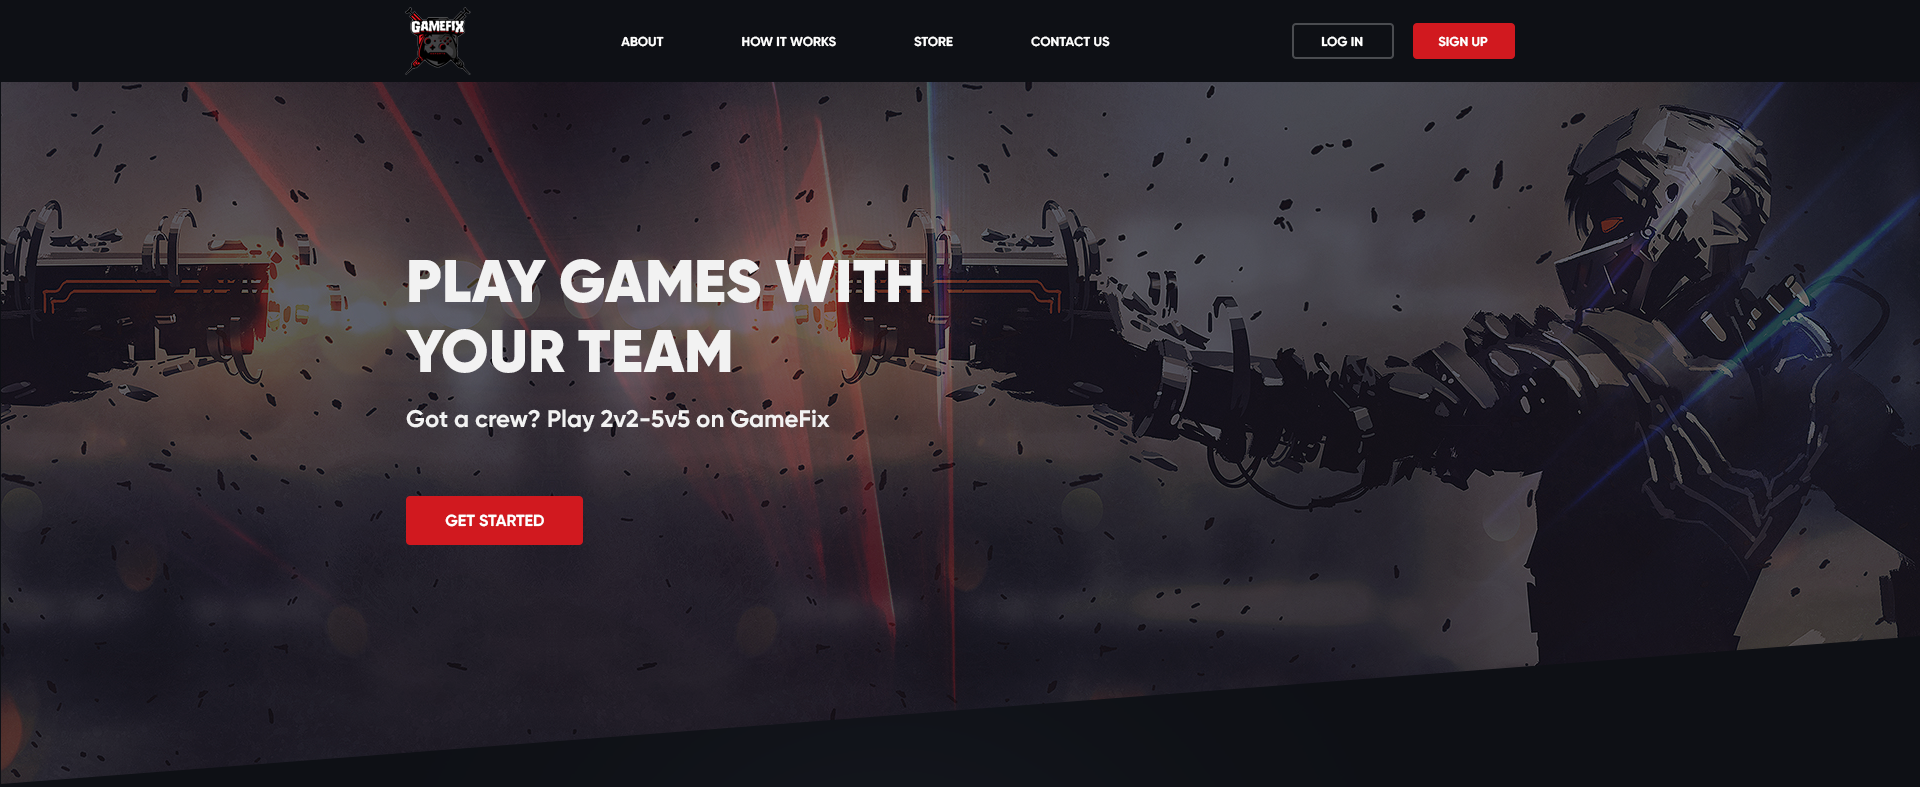 GAMEFIX
ABOUT
HOW IT WORKS
STORE
CONTACT US
LOG IN
SIGN UP
PLAY GAMES WITH
YOUR TEAM
Got a crew? Play 2v2-5v5 on GameFix
GET STARTED